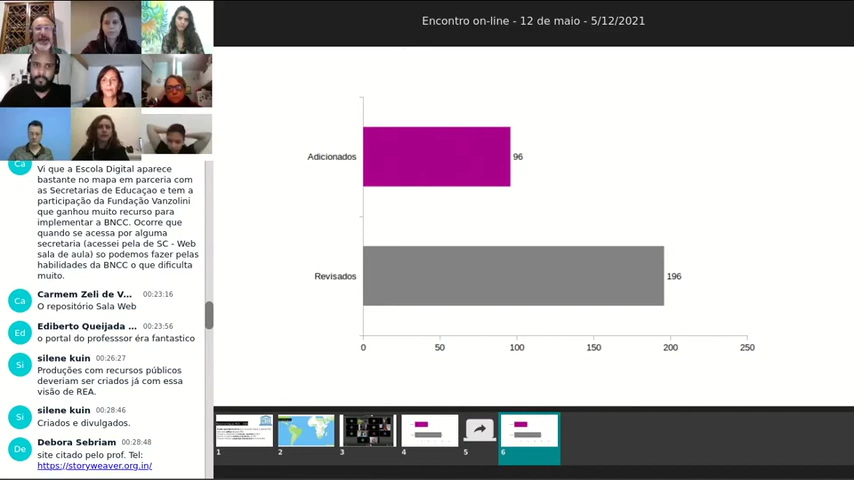 Encontro on-line - 12 de maio - 5/12/2021
Ca
Vi que a Escola Digital aparece
bastante no mapa em parceria com
as Secretarias de Educaçao e tem a
participação da Fundação Vanzolini
que ganhou muito recurso para
implementar a BNCC. Ocorre que
quando se acessa por alguma
secretaria (acessei pela de SC - Web
sala de aula) so podemos fazer pelas
habilidades da BNCC o que dificulta
muito.
Ca
Carmem Zeli de V... 00:23:16
O repositório Sala Web
Ed
Ediberto Queijada ... 00:23:56
o portal do professsor éra fantastico
Si
silene kuin 00:26:27
Produções com recursos públicos
deveriam ser criados já com essa
visão de REA.
Si
silene kuin 00:28:46
Criados e divulgados.
De
Debora Sebriam 00:28:48
site citado pelo prof. Tel:
https://storyweaver.org.in/
Adicionados 96
Revisados 196
0 50 100 150 200 250
1 2 3 4 5 6